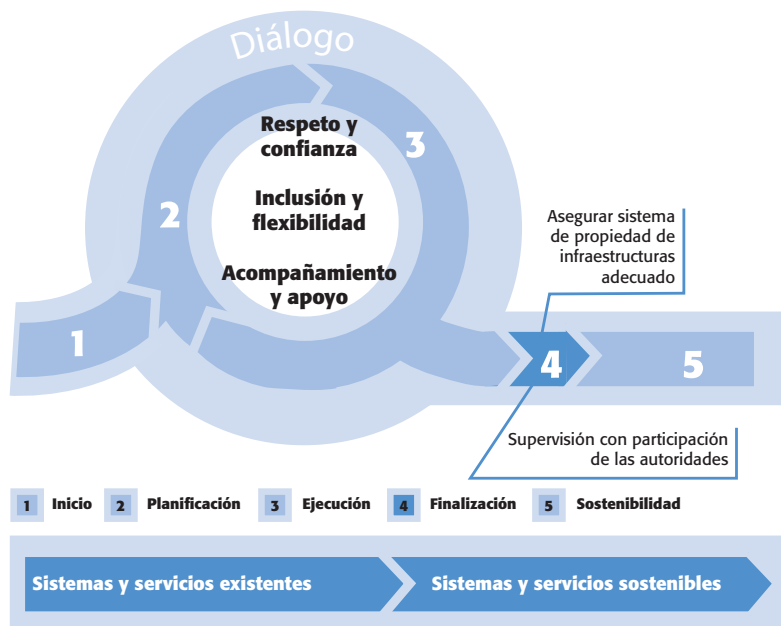 Diálogo
Respeto y
confianza
Inclusión y
flexibilidad
Acompañamiento
y apoyo
1
2
3
4
5
Asegurar sistema
de propiedad de
infraestructuras
adecuado
Supervisión con participación
de las autoridades
1 Inicio 2 Planificación 3 Ejecución 4 Finalización 5 Sostenibilidad
Sistemas y servicios existentes Sistemas y servicios sostenibles